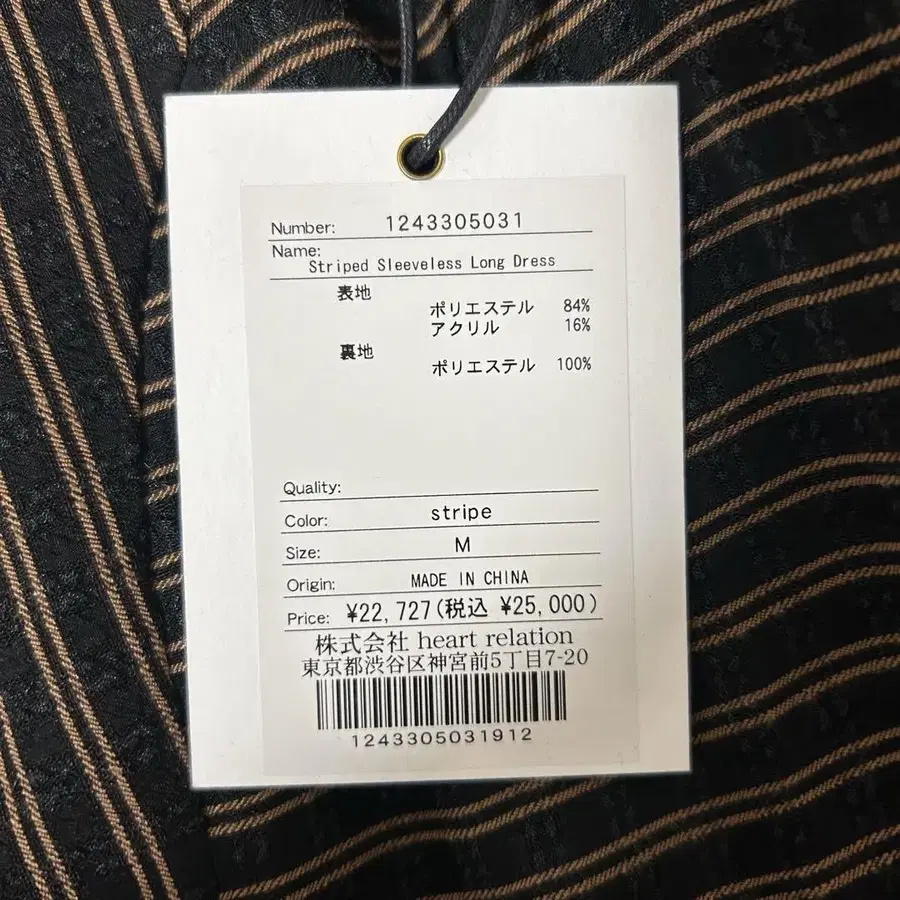 Number: 1243305031
Name:
Striped Sleeveless Long Dress
表地
ポリエステル 84%
アクリル 16%
裏地
ポリエステル 100%
Quality:
Color: stripe
Size: M
Origin: MADE IN CHINA
Price: ¥22,727(税込 ¥25,000)
株式会社 heart relation
東京都渋谷区神宮前5丁目7-20
1243305031912